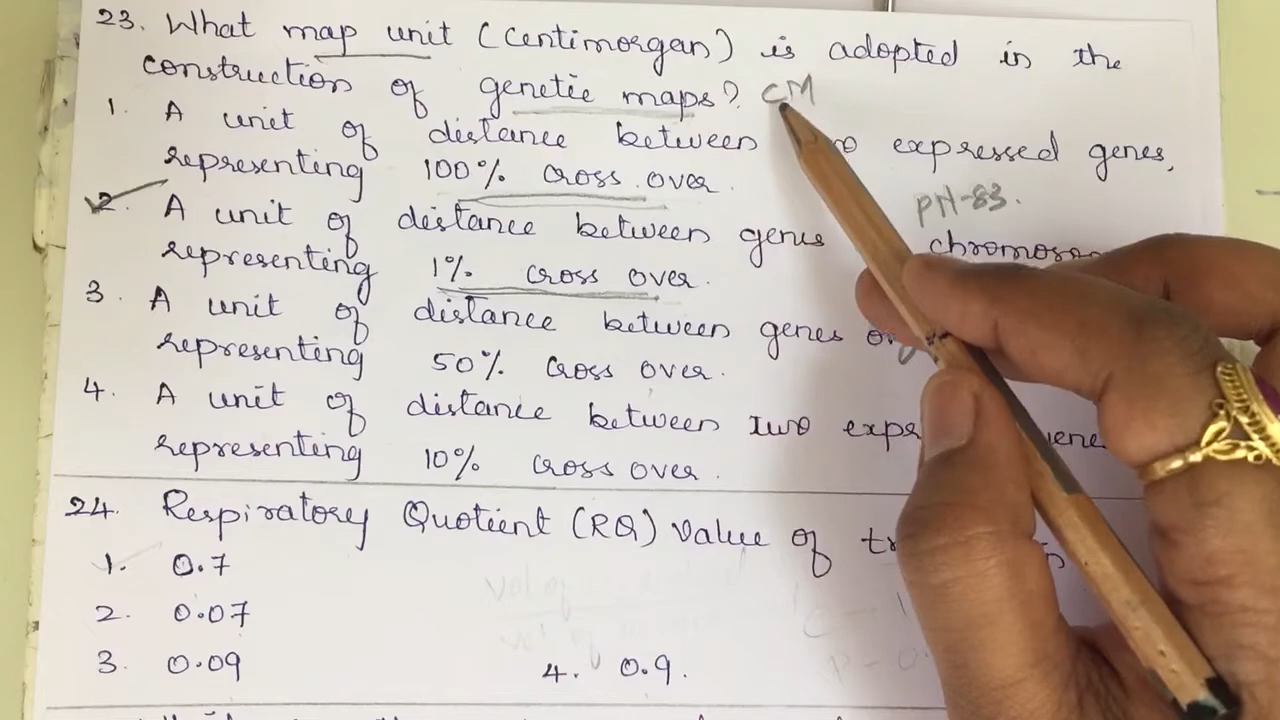 23. What map unit (Centimorgan) is adopted in the
construction of genetic maps? CM
1. A unit of distance between expressed genes,
representing 100% cross over.
PH-83.
2. A unit of distance between genes
representing 1% cross over.
3. A unit of distance between genes
representing 50% cross over.
4. A unit of distance between two
representing 10% cross over.
24. Respiratory Quotient (RQ) Value of
1. 0.7
2. 0.07
3. 0.09 4. 0.9.